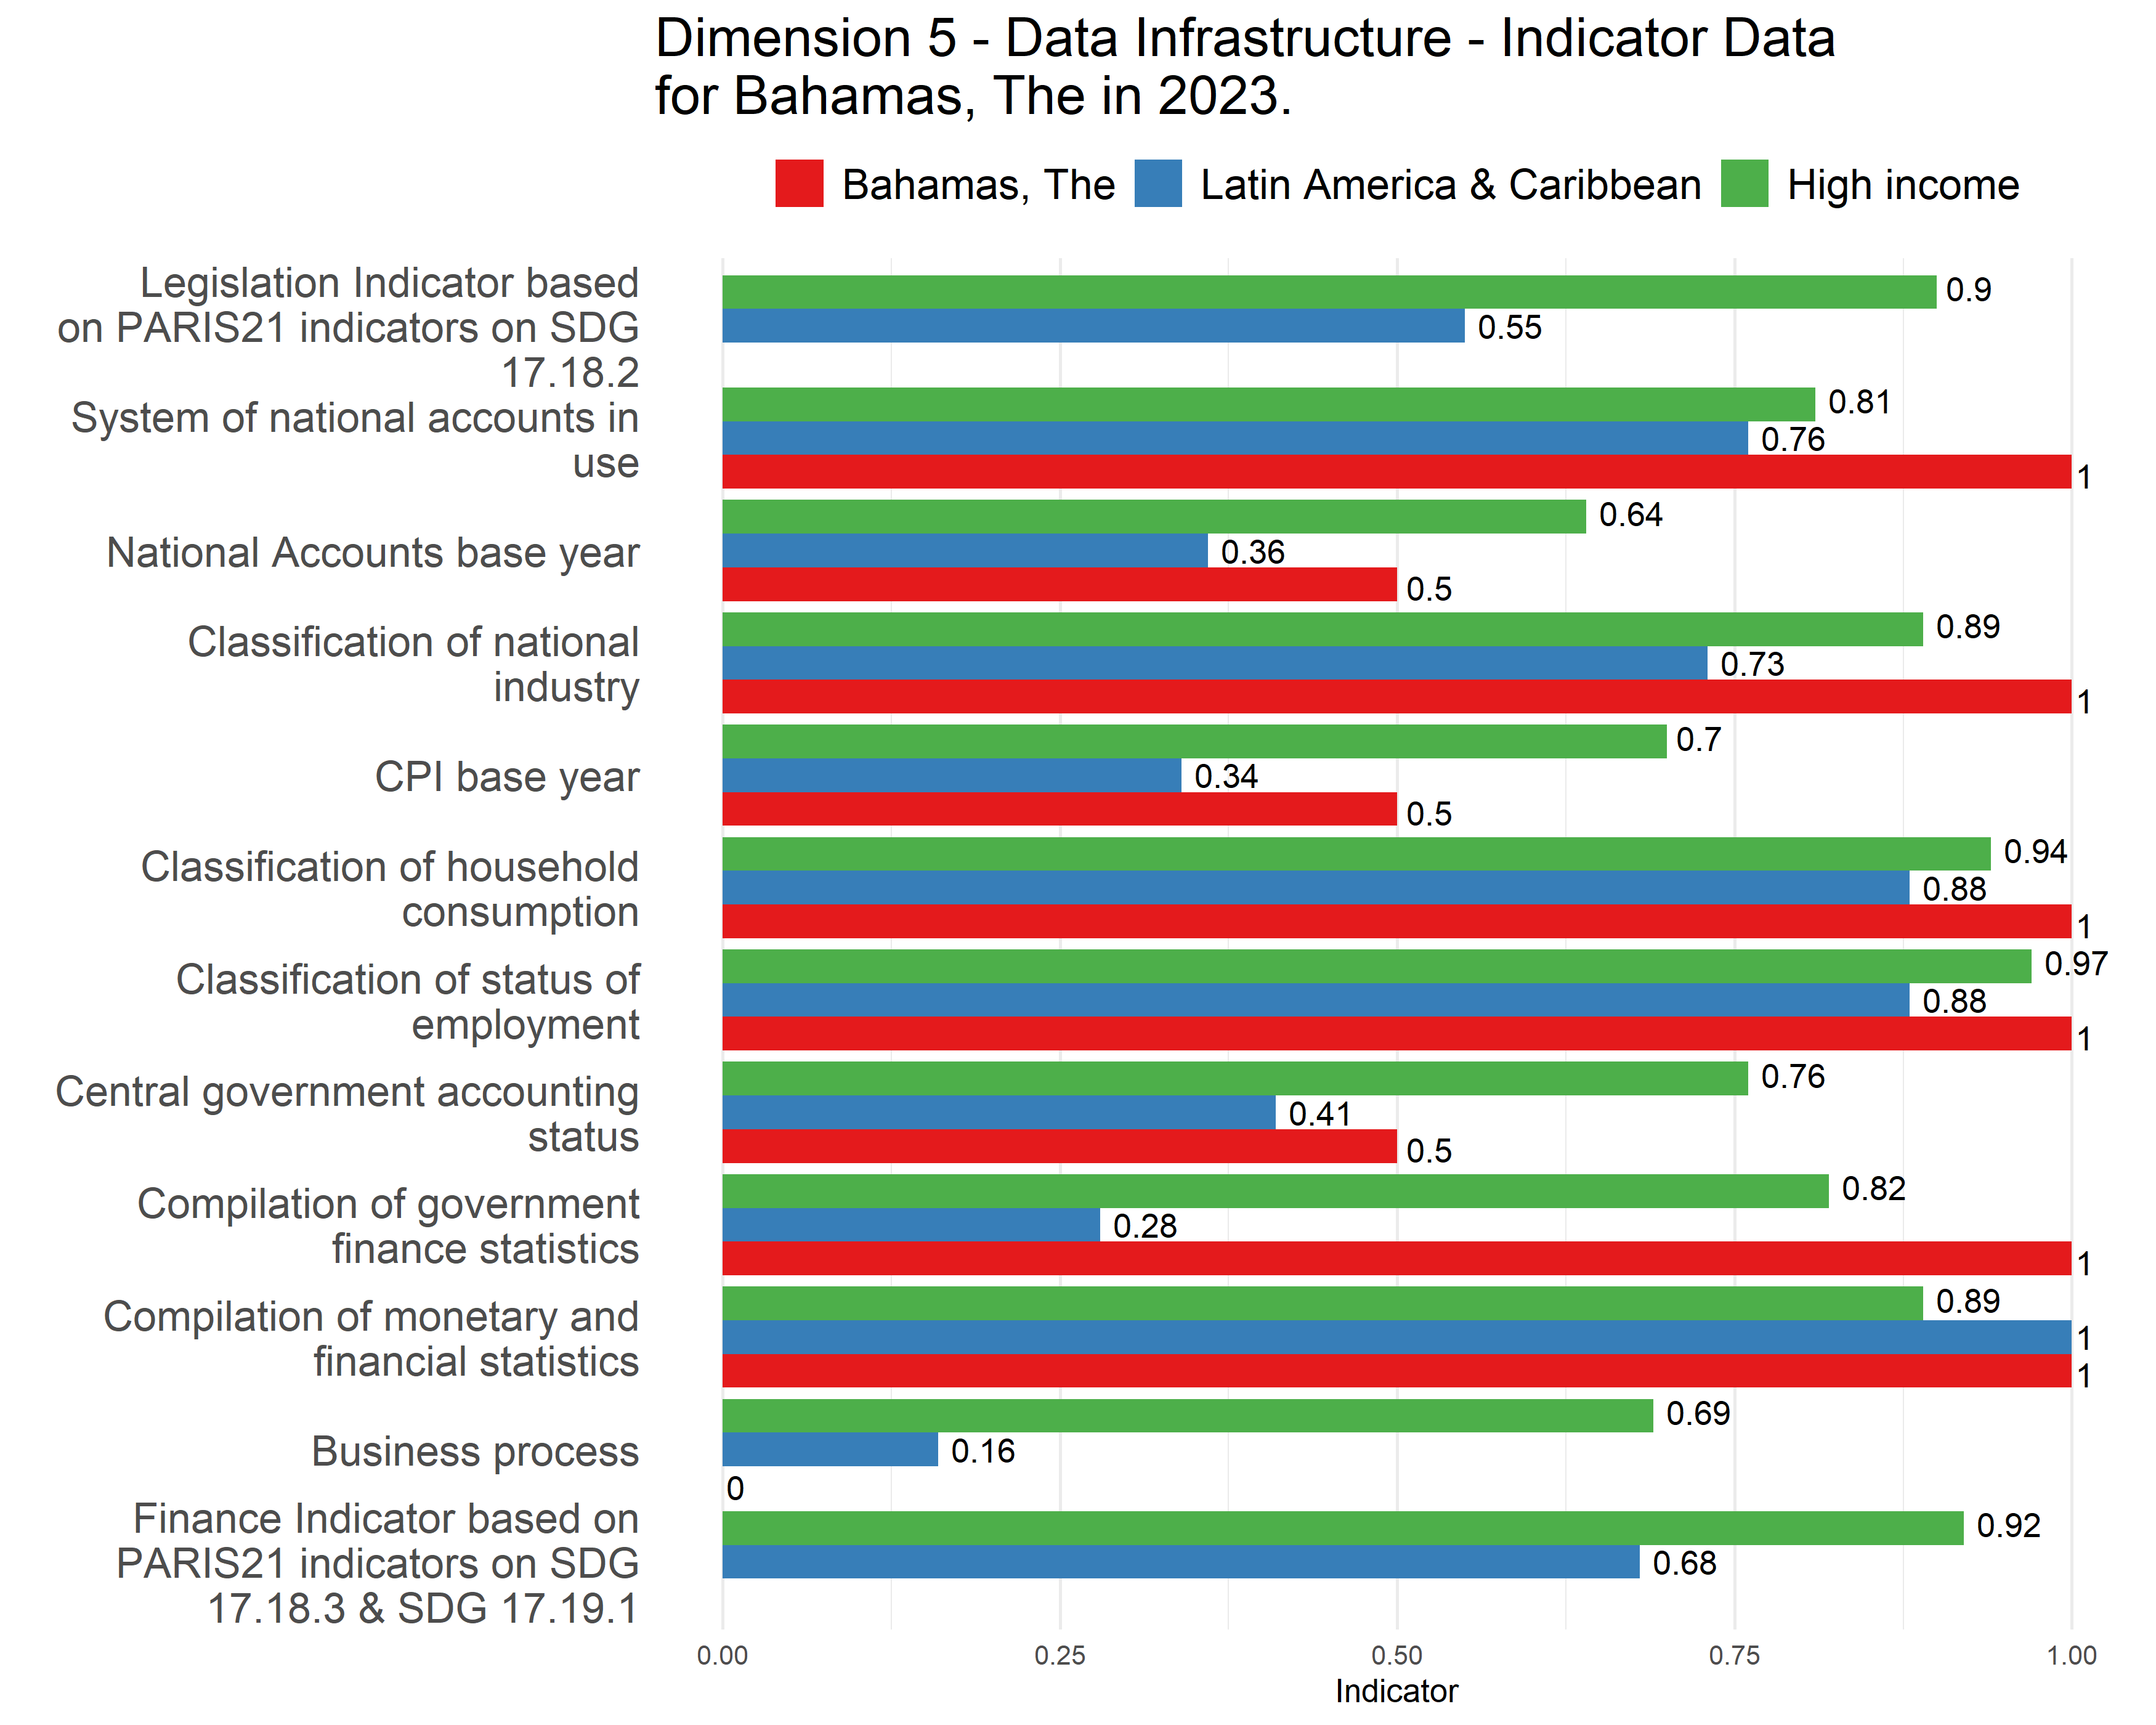 Dimension 5 - Data Infrastructure - Indicator Data
for Bahamas, The in 2023.
Bahamas, The
Latin America & Caribbean
High income
Legislation Indicator based
on PARIS21 indicators on SDG
17.18.2
0.9
0.55
System of national accounts in
use
0.81
0.76
1
National Accounts base year
0.64
0.36
0.5
Classification of national
industry
0.89
0.73
1
CPI base year
0.7
0.34
0.5
Classification of household
consumption
0.94
0.88
1
Classification of status of
employment
0.97
0.88
1
Central government accounting
status
0.76
0.41
0.5
Compilation of government
finance statistics
0.82
0.28
1
Compilation of monetary and
financial statistics
0.89
1
1
Business process
0.69
0.16
0
Finance Indicator based on
PARIS21 indicators on SDG
17.18.3 & SDG 17.19.1
0.92
0.68
0.00
0.25
0.50
0.75
1.00
Indicator